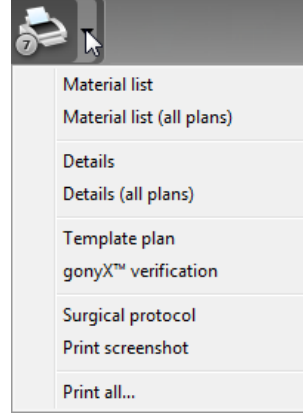 7
Material list
Material list (all plans)
Details
Details (all plans)
Template plan
gonyX™ verification
Surgical protocol
Print screenshot
Print all...